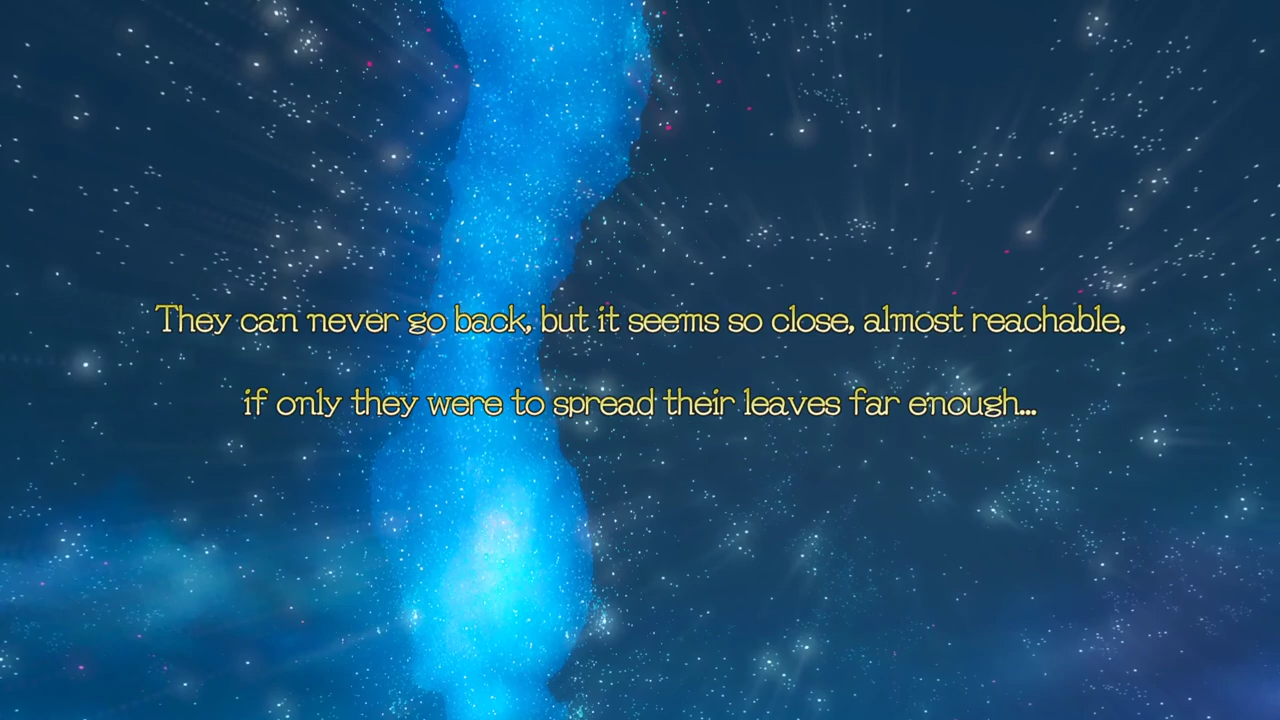 They can never go back, but it seems so close, almost reachable,
if only they were to spread their leaves far enough...